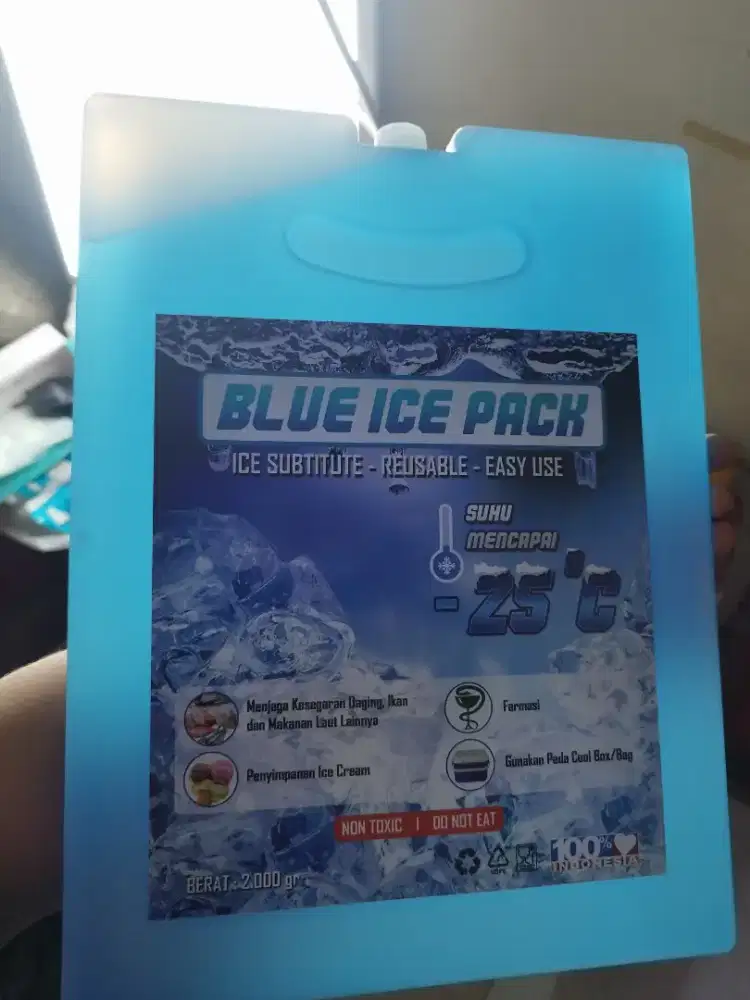 BLUE ICE PACK
ICE SUBTITUTE - REUSABLE - EASY USE
SUHU
MENCAPAI
- 25°C
Menjaga Kesegaran Daging, Ikan
dan Makanan Laut Lainnya
Farmasi
Penyimpanan Ice Cream
Gunakan Pada Cool Box/Bag
NON TOXIC | DO NOT EAT
100%
INDONESIA
BERAT : 2.000 gr